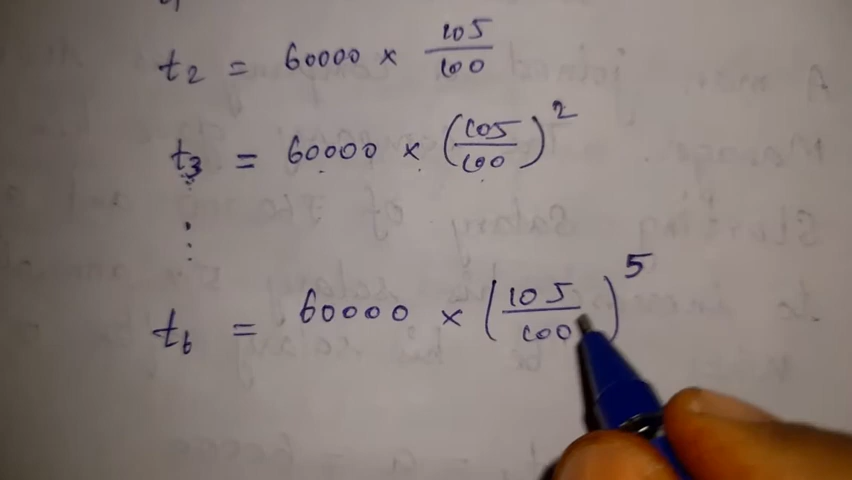 t2 = 60000 × 105/100
t3 = 60000 × (105/100)^2
⋮
t6 = 60000 × (105/100)^5